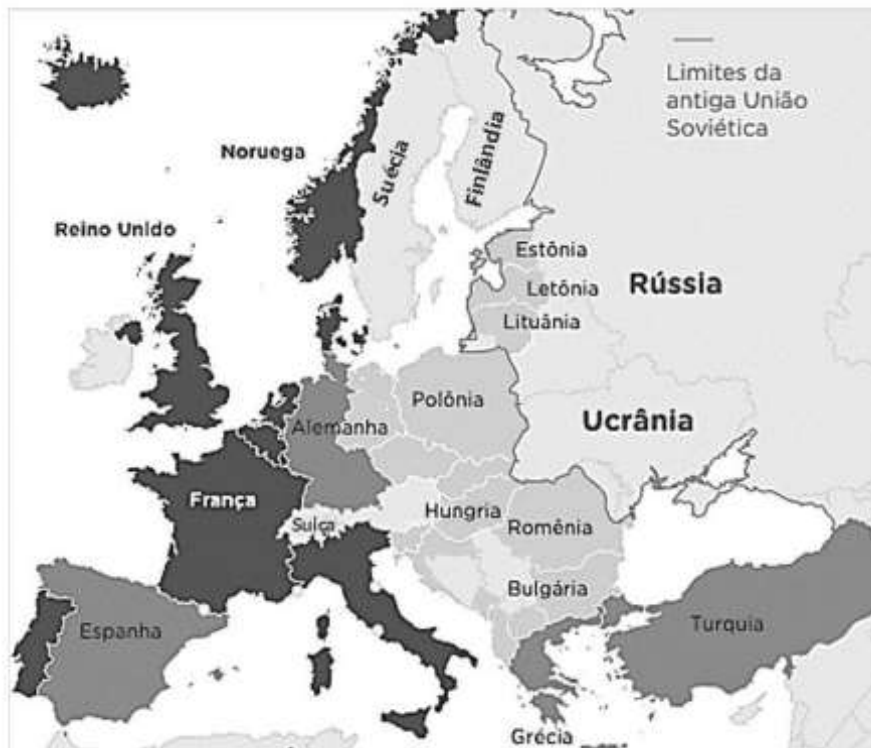 Limites da
antiga União
Soviética
Noruega
Suécia
Finlândia
Reino Unido
Estônia
Letônia
Rússia
Lituânia
Polônia
Alemanha
Ucrânia
França
Hungria
Suíça
Romênia
Bulgária
Espanha
Turquia
Grécia